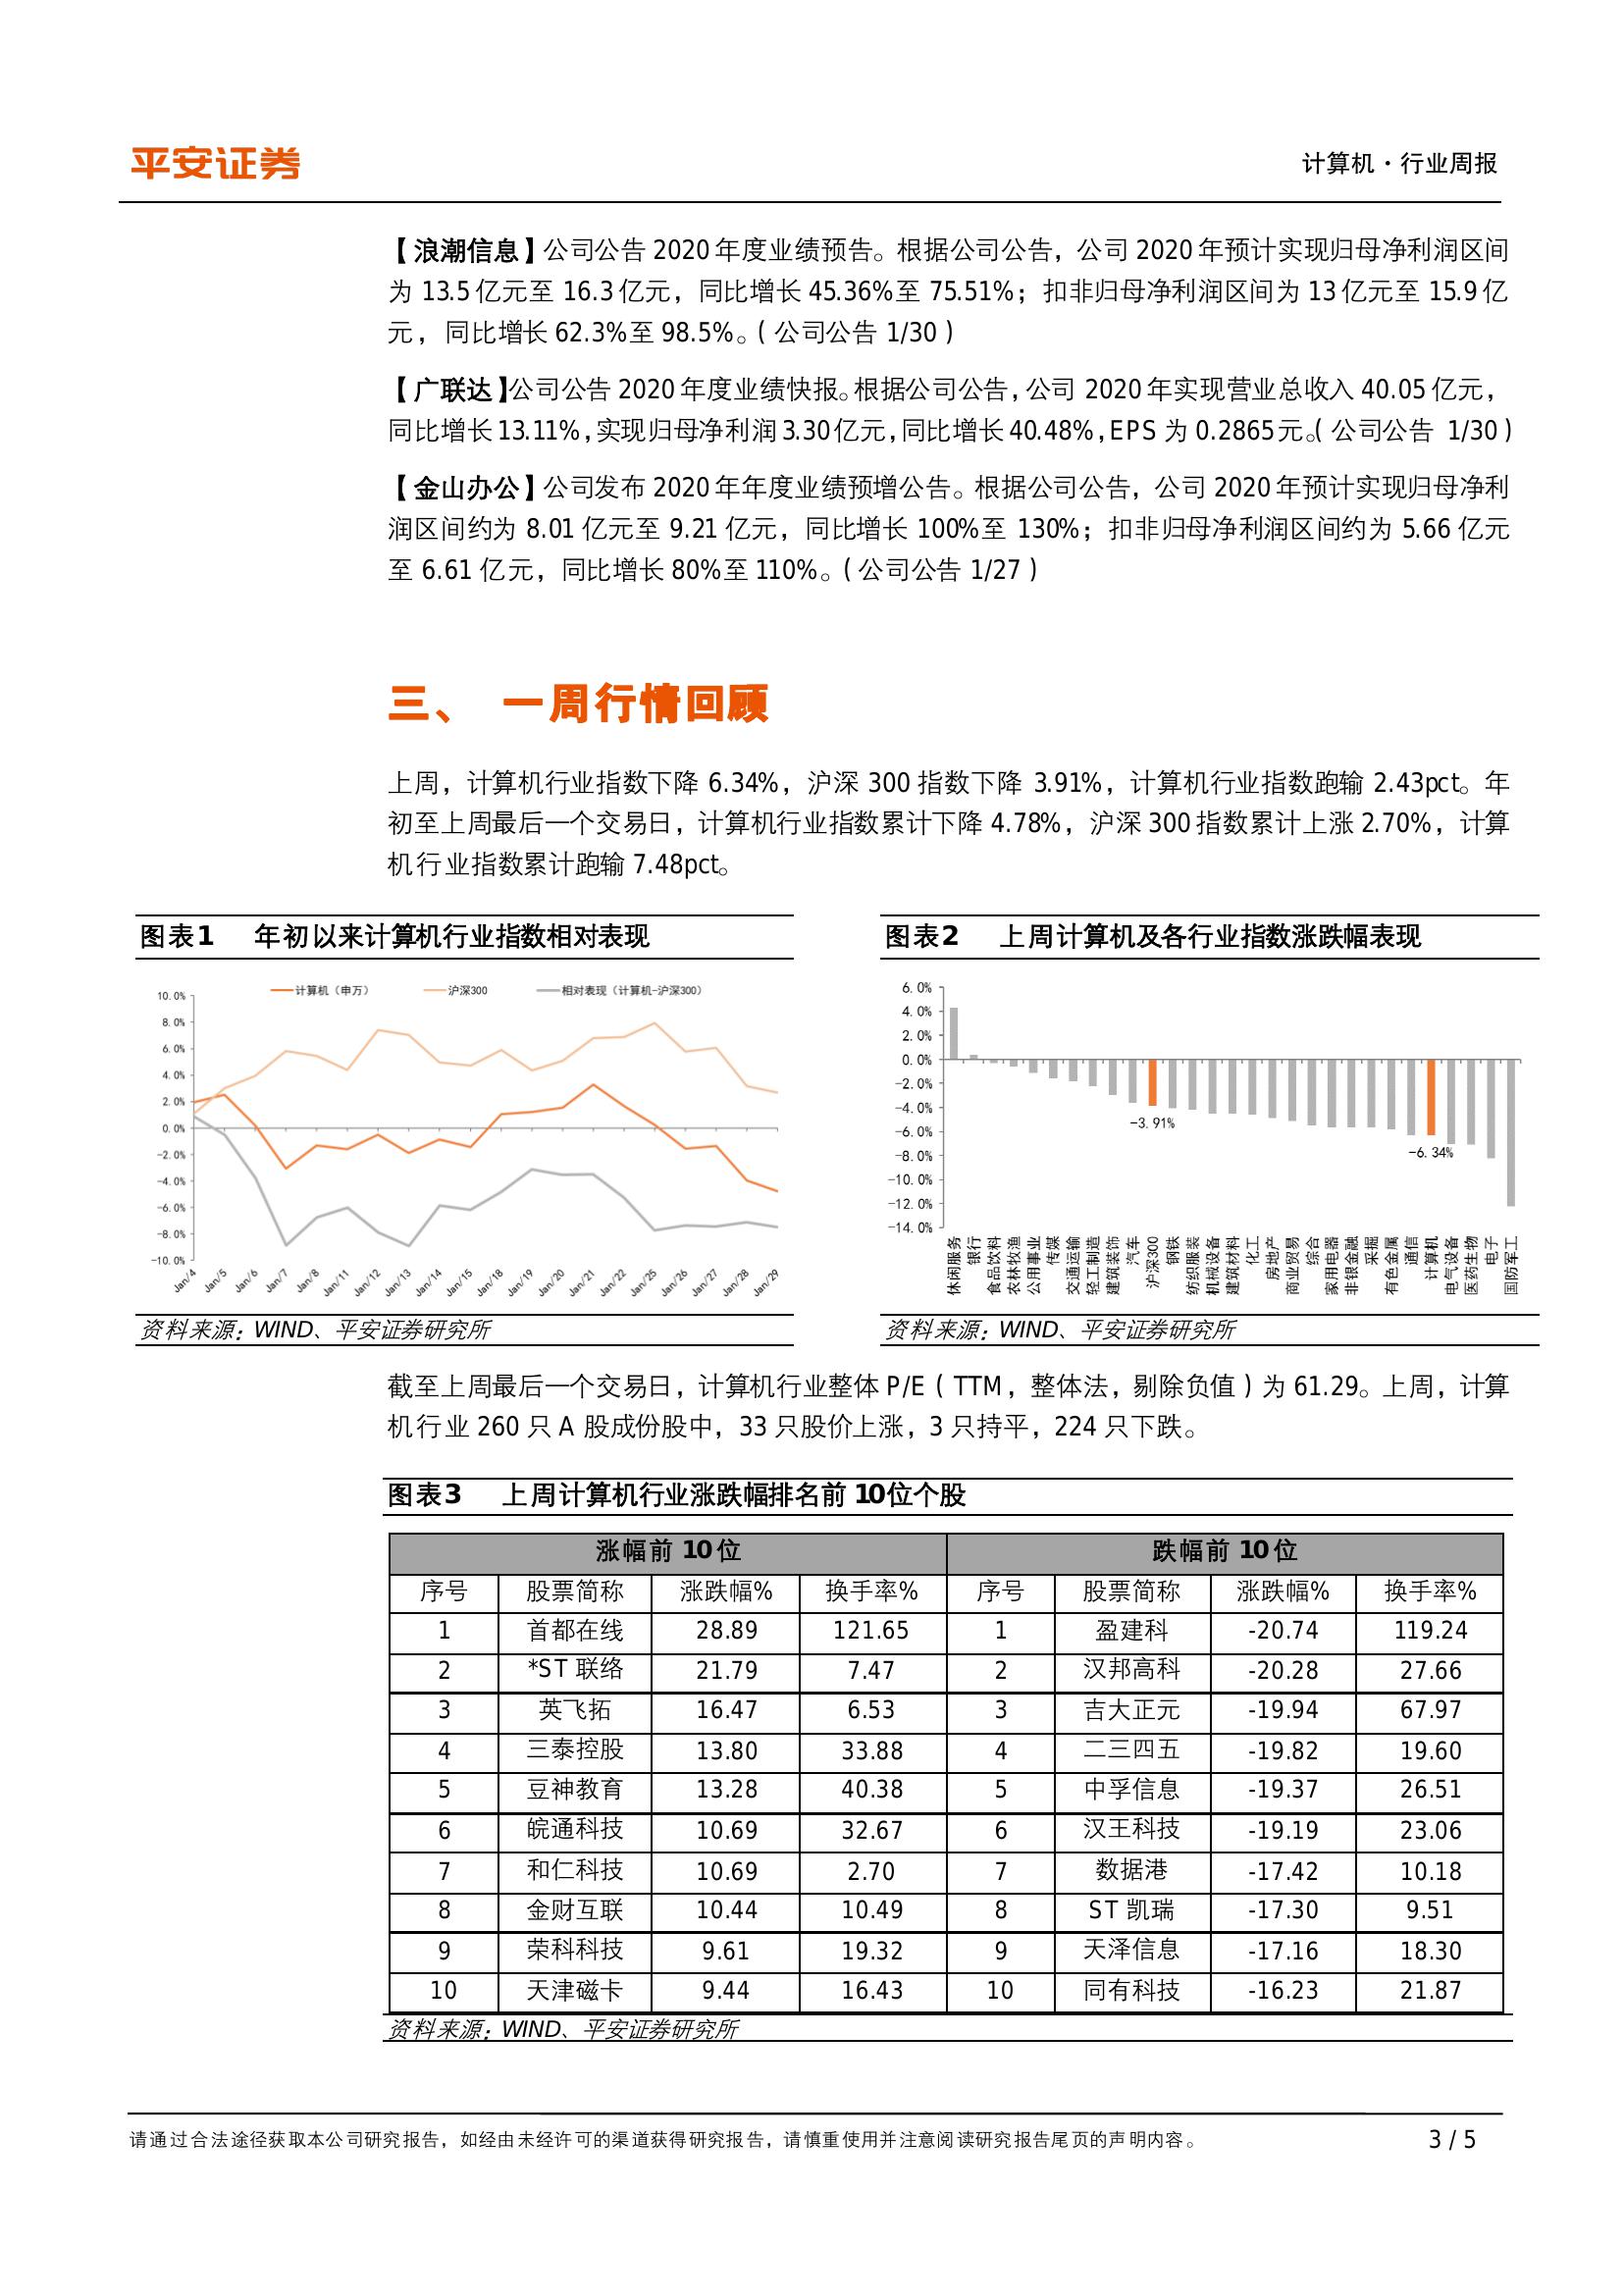 平安证券
计算机·行业周报
【浪潮信息】公司公告 2020 年度业绩预告。根据公司公告，公司 2020 年预计实现归母净利润区间
为 13.5 亿元至 16.3 亿元，同比增长 45.36%至 75.51%；扣非归母净利润区间为 13 亿元至 15.9 亿
元，同比增长 62.3%至 98.5%。(公司公告 1/30)
【广联达】公司公告 2020 年度业绩快报。根据公司公告，公司 2020 年实现营业总收入 40.05 亿元，
同比增长 13.11%，实现归母净利润 3.30 亿元，同比增长 40.48%，EPS 为 0.2865 元。(公司公告 1/30)
【金山办公】公司发布 2020 年年度业绩预增公告。根据公司公告，公司 2020 年预计实现归母净利
润区间约为 8.01 亿元至 9.21 亿元，同比增长 100%至 130%；扣非归母净利润区间约为 5.66 亿元
至 6.61 亿元，同比增长 80%至 110%。(公司公告 1/27)
三、 一周行情回顾
上周，计算机行业指数下降 6.34%，沪深 300 指数下降 3.91%，计算机行业指数跑输 2.43pct。年
初至上周最后一个交易日，计算机行业指数累计下降 4.78%，沪深 300 指数累计上涨 2.70%，计算
机行业指数累计跑输 7.48pct。
图表1 年初以来计算机行业指数相对表现
计算机（申万） 沪深300 相对表现（计算机-沪深300）
10.0%
8.0%
6.0%
4.0%
2.0%
0.0%
-2.0%
-4.0%
-6.0%
-8.0%
-10.0%
Jan/4 Jan/5 Jan/6 Jan/7 Jan/8 Jan/11 Jan/12 Jan/13 Jan/14 Jan/15 Jan/18 Jan/19 Jan/20 Jan/21 Jan/22 Jan/25 Jan/26 Jan/27 Jan/28 Jan/29
资料来源：WIND、平安证券研究所
图表2 上周计算机及各行业指数涨跌幅表现
6.0%
4.0%
2.0%
0.0%
-2.0%
-4.0%
-6.0%
-8.0%
-10.0%
-12.0%
-14.0%
-3.91%
-6.34%
休闲服务 银行 食品饮料 农林牧渔 公用事业 传媒 交通运输 轻工制造 建筑装饰 汽车 沪深300 钢铁 纺织服装 机械设备 建筑材料 化工 房地产 商业贸易 综合 家用电器 非银金融 采掘 有色金属 通信 计算机 电气设备 医药生物 电子 国防军工
资料来源：WIND、平安证券研究所
截至上周最后一个交易日，计算机行业整体 P/E(TTM，整体法，剔除负值)为 61.29。上周，计算
机行业 260 只 A 股成份股中，33 只股价上涨，3 只持平，224 只下跌。
图表3 上周计算机行业涨跌幅排名前 10位个股
涨幅前 10 位 跌幅前 10 位
序号 股票简称 涨跌幅% 换手率% 序号 股票简称 涨跌幅% 换手率%
1 首都在线 28.89 121.65 1 盈建科 -20.74 119.24
2 *ST 联络 21.79 7.47 2 汉邦高科 -20.28 27.66
3 英飞拓 16.47 6.53 3 吉大正元 -19.94 67.97
4 三泰控股 13.80 33.88 4 二三四五 -19.82 19.60
5 豆神教育 13.28 40.38 5 中孚信息 -19.37 26.51
6 皖通科技 10.69 32.67 6 汉王科技 -19.19 23.06
7 和仁科技 10.69 2.70 7 数据港 -17.42 10.18
8 金财互联 10.44 10.49 8 ST 凯瑞 -17.30 9.51
9 荣科科技 9.61 19.32 9 天泽信息 -17.16 18.30
10 天津磁卡 9.44 16.43 10 同有科技 -16.23 21.87
资料来源：WIND、平安证券研究所
请通过合法途径获取本公司研究报告，如经由未经许可的渠道获得研究报告，请慎重使用并注意阅读研究报告尾页的声明内容。
3 / 5